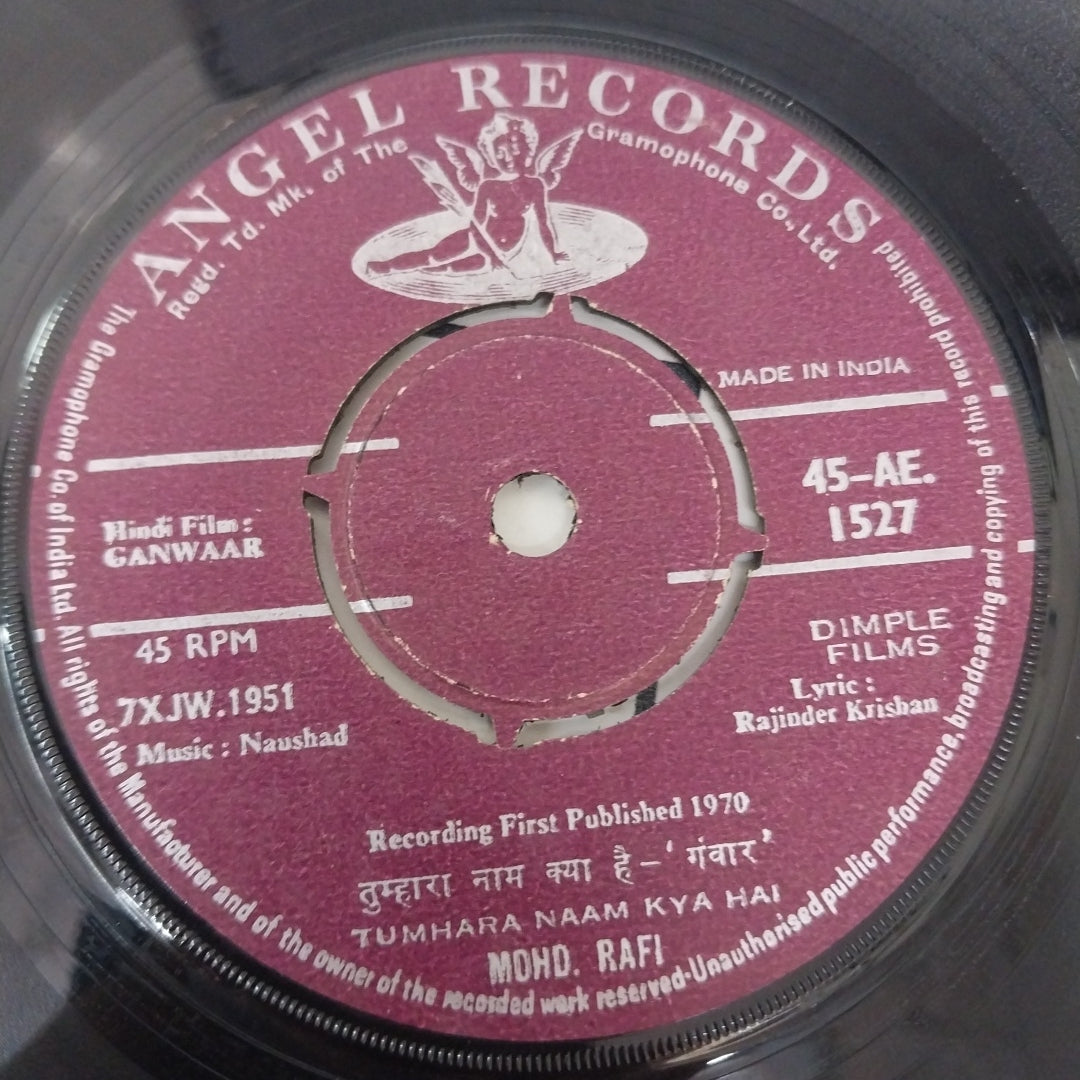 ANGEL RECORDS
Regd. Td. Mk. of The Gramophone Co., Ltd.
MADE IN INDIA
45-AE.
1527
Hindi Film :
GANWAAR
45 RPM
7XJW.1951
Music : Naushad
DIMPLE
FILMS
Lyric :
Rajinder Krishan
Recording First Published 1970
तुम्हारा नाम क्या है - ' गंवार '
TUMHARA NAAM KYA HAI
MOHD. RAFI
The Gramophone Co. of India Ltd. All rights of the Manufacturer and of the owner of the recorded work reserved-Unauthorised public performance, broadcasting and copying of this record prohibited